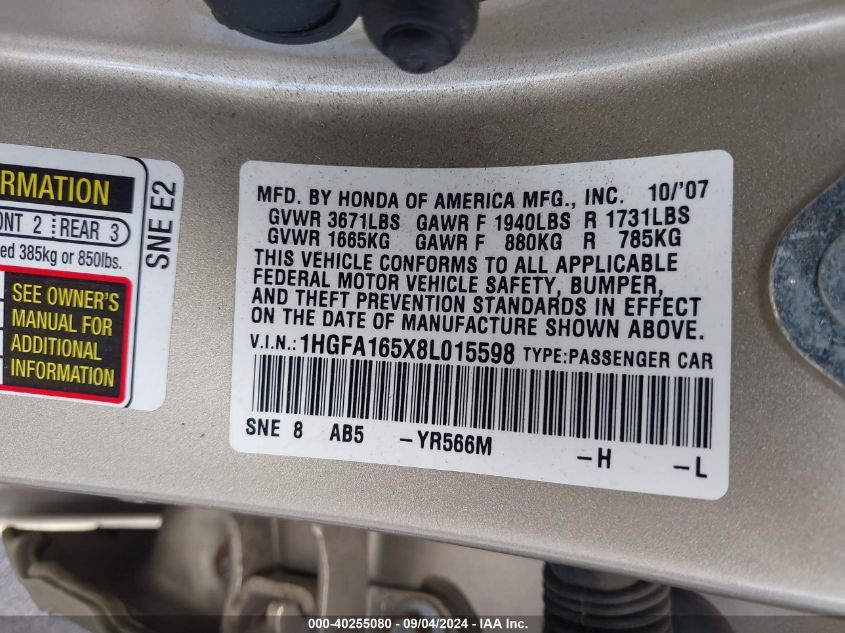 RMATION
ONT 2 REAR 3
ed 385kg or 850lbs.
SEE OWNER'S
MANUAL FOR
ADDITIONAL
INFORMATION
SNE E2
MFD. BY HONDA OF AMERICA MFG., INC. 10/'07
GVWR 3671LBS GAWR F 1940LBS R 1731LBS
GVWR 1665KG GAWR F 880KG R 785KG
THIS VEHICLE CONFORMS TO ALL APPLICABLE
FEDERAL MOTOR VEHICLE SAFETY, BUMPER,
AND THEFT PREVENTION STANDARDS IN EFFECT
ON THE DATE OF MANUFACTURE SHOWN ABOVE.
V.I.N.: 1HGFA165X8L015598 TYPE:PASSENGER CAR
SNE 8 AB5 -YR566M -H -L
000-40255080 - 09/04/2024 - IAA Inc.